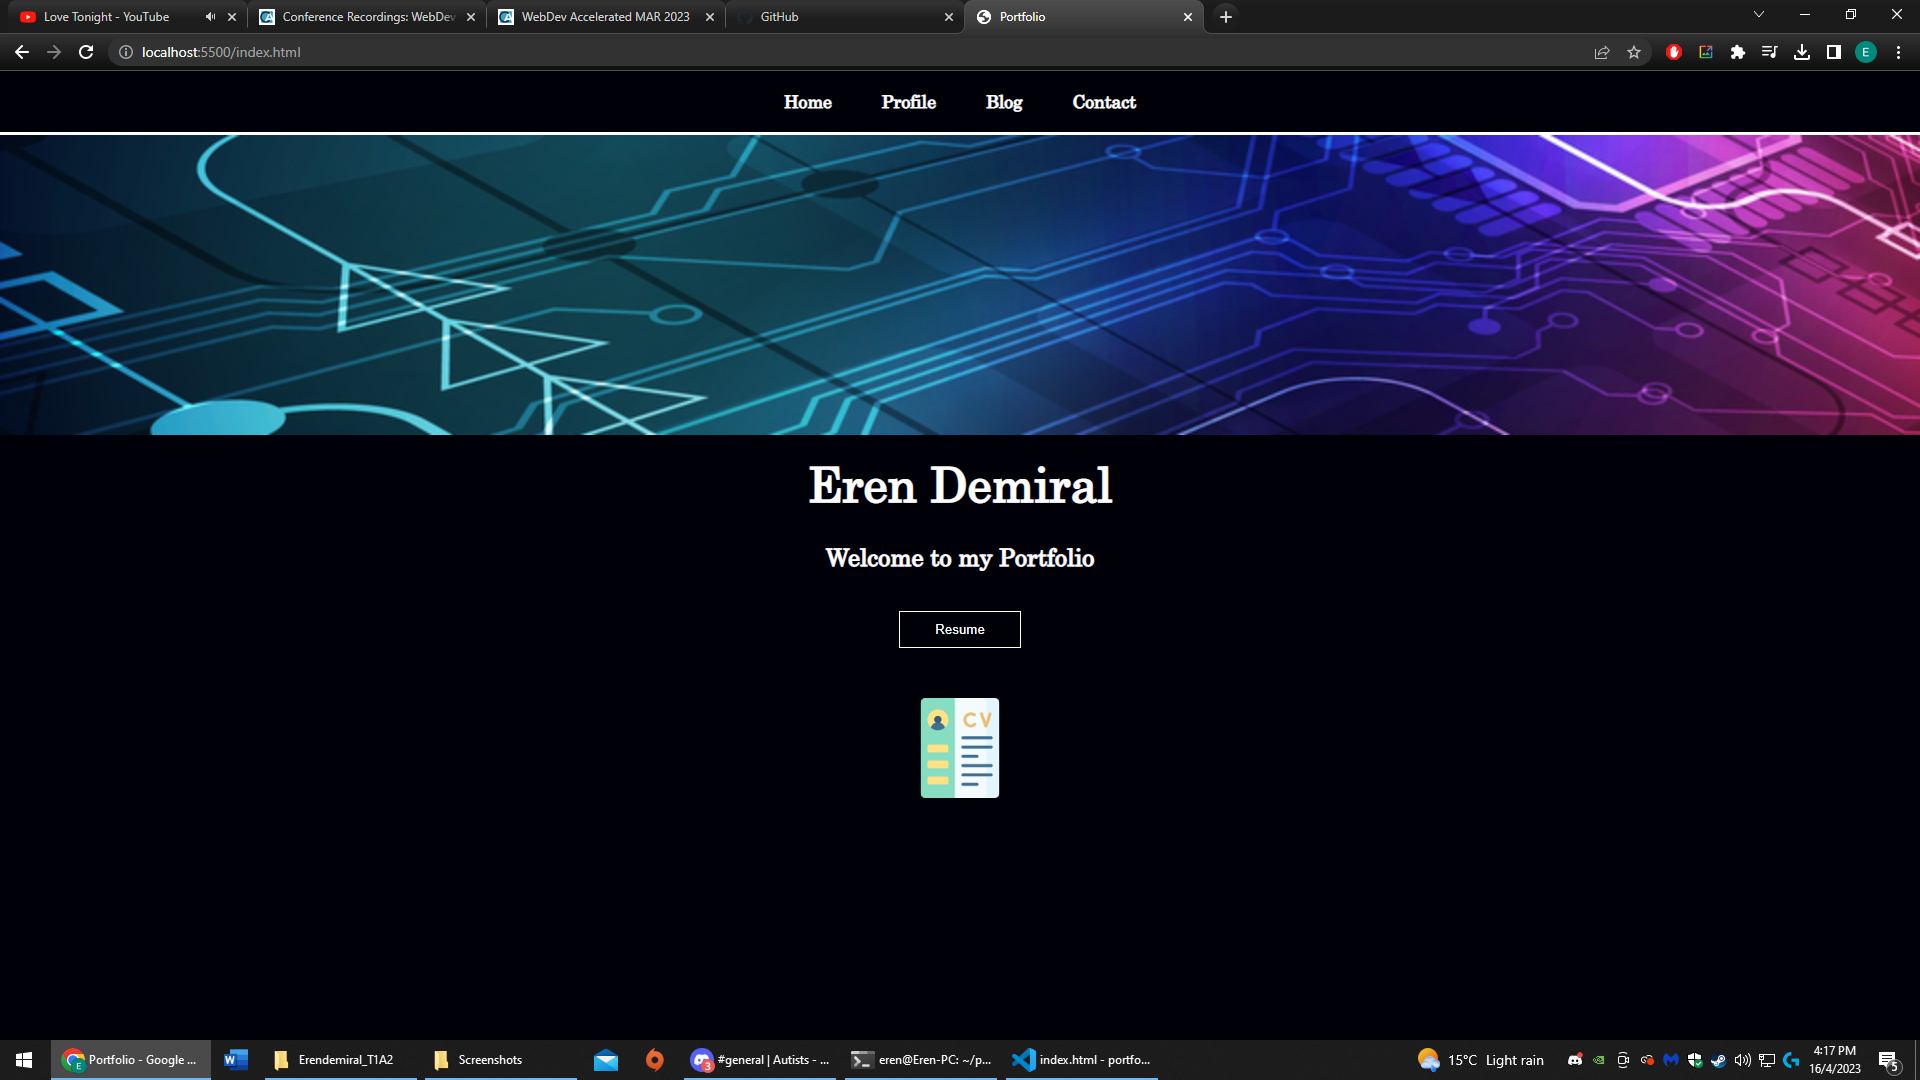 Love Tonight - YouTube
Conference Recordings: WebDev
WebDev Accelerated MAR 2023
GitHub
Portfolio
localhost:5500/index.html
E
Home Profile Blog Contact
Eren Demiral
Welcome to my Portfolio
Resume
CV
Portfolio - Google ...
Erendemiral_T1A2
Screenshots
3
#general | Autists - ...
eren@Eren-PC: ~/p...
index.html - portfo...
15°C Light rain
4:17 PM
16/4/2023
5